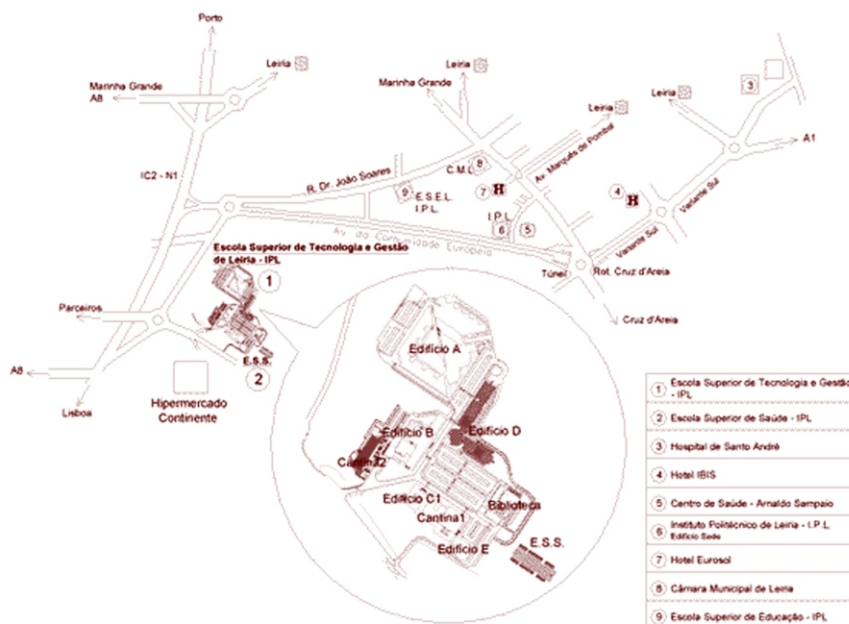 Porto
Leiria S
Marinha Grande
A8
Marinha Grande
Leiria S
Leiria S
Leiria S
3
A1
IC2 - N1
R. Dr. João Soares
C.M.L.
8
7 H
Av. Marquês de Pombal
9
E.S.E.L.
I.P.L.
I.P.L.
6
5
4 H
Variante Sul
Variante Sul
Av. da Comunidade Europeia
Escola Superior de Tecnologia e Gestão
de Leiria - IPL
1
Túnel
Rot. Cruz d'Areia
Cruz d'Areia
Parceiros
A8
Lisboa
E.S.S.
2
Hipermercado
Continente
Edifício A
Edifício B
Edifício D
Cantina2
Edifício C1
Biblioteca
Cantina1
Edifício E
E.S.S.
1 Escola Superior de Tecnologia e Gestão
- IPL
2 Escola Superior de Saúde - IPL
3 Hospital de Santo André
4 Hotel IBIS
5 Centro de Saúde - Arnaldo Sampaio
6 Instituto Politécnico de Leiria - I.P.L
Edifício Sede
7 Hotel Eurosol
8 Câmara Municipal de Leiria
9 Escola Superior de Educação - IPL